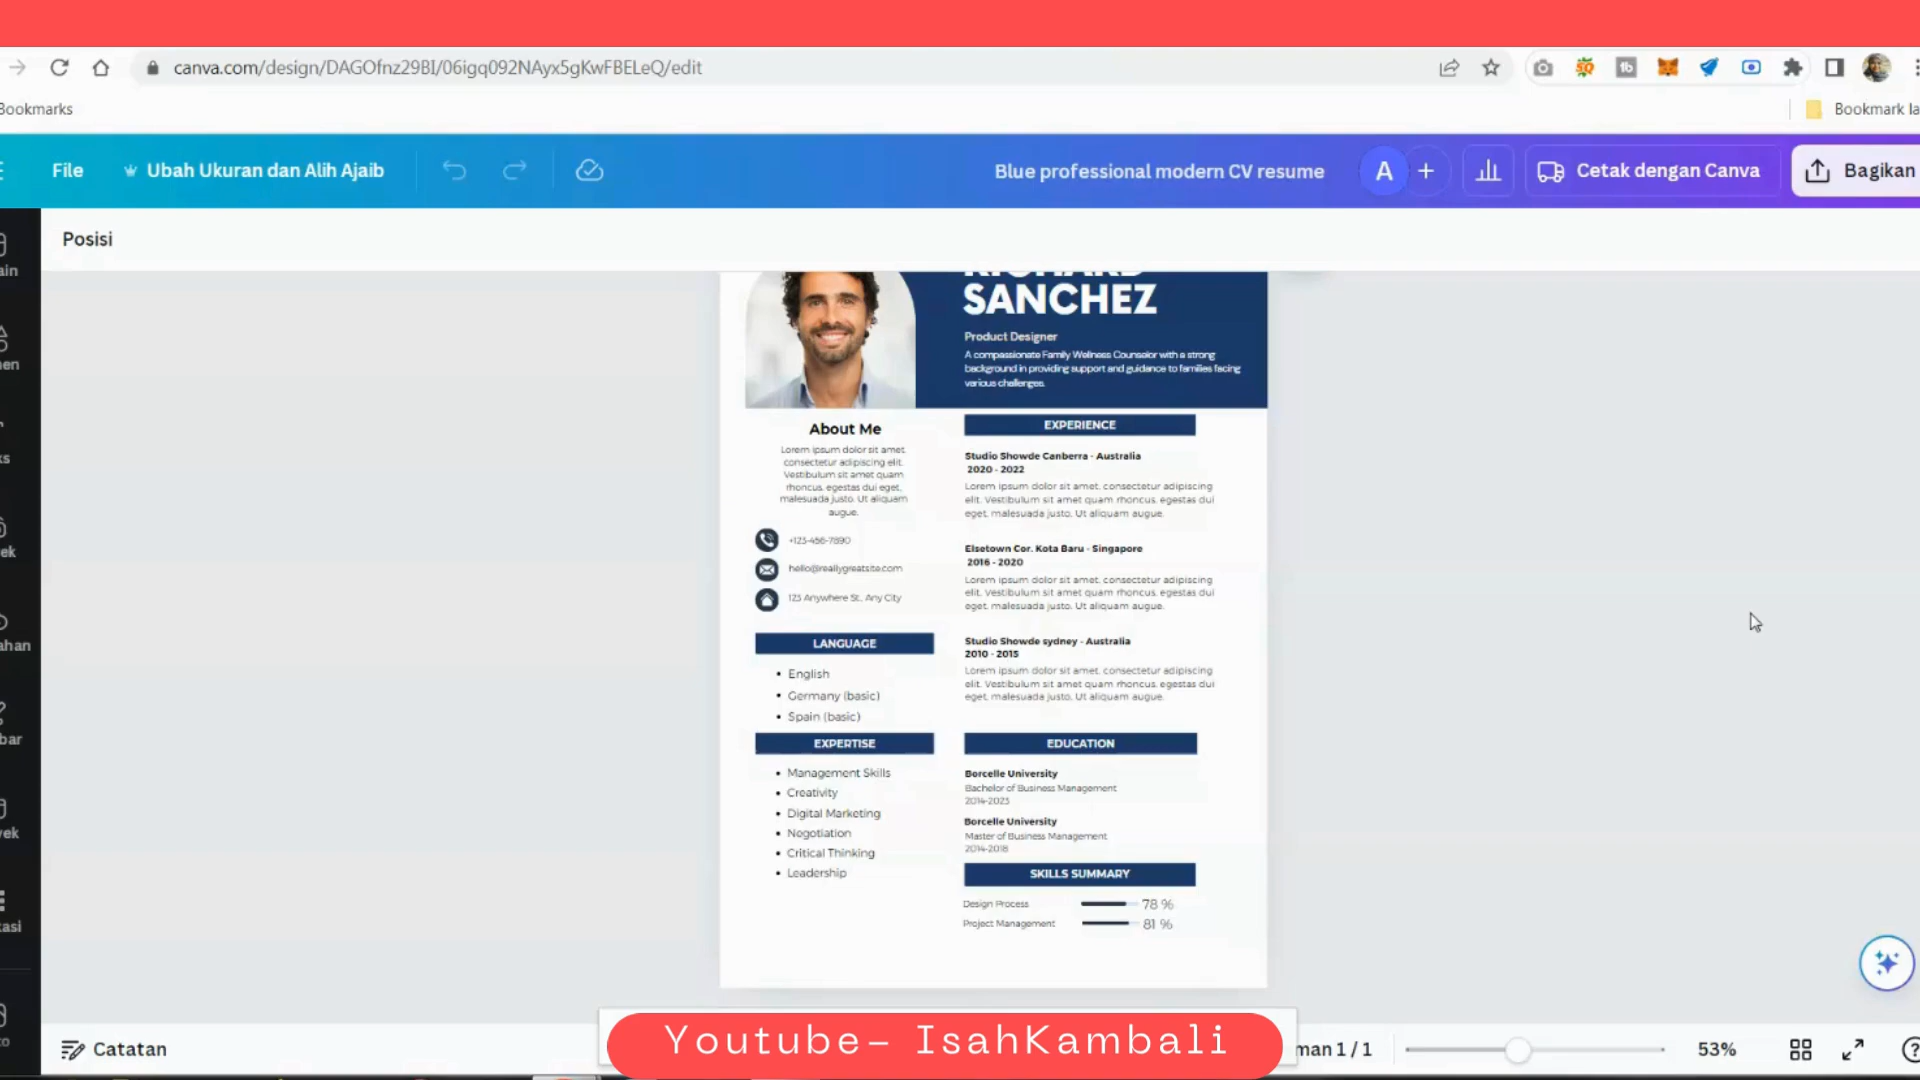 canva.com/design/DAGOfnz29BI/06igq092NAyx5gKwFBELeQ/edit
Bookmarks
Bookmark la
File
Ubah Ukuran dan Alih Ajaib
Blue professional modern CV resume
A
+
Cetak dengan Canva
Bagikan
Posisi
SANCHEZ
Product Designer
A compassionate Family Wellness Counselor with a strong
background in providing support and guidance to families facing
various challenges.
About Me
Lorem ipsum dolor sit amet,
consectetur adipiscing elit.
Vestibulum sit amet quam
rhoncus, egestas dui eget,
malesuada justo. Ut aliquam
augue.
+123-456-7890
hello@reallygreatsite.com
123 Anywhere St., Any City
LANGUAGE
• English
• Germany (basic)
• Spain (basic)
EXPERTISE
• Management Skills
• Creativity
• Digital Marketing
• Negotiation
• Critical Thinking
• Leadership
EXPERIENCE
Studio Showde Canberra - Australia
2020 - 2022
Lorem ipsum dolor sit amet, consectetur adipiscing
elit. Vestibulum sit amet quam rhoncus, egestas dui
eget, malesuada justo. Ut aliquam augue.
Elsetown Cor. Kota Baru - Singapore
2016 - 2020
Lorem ipsum dolor sit amet, consectetur adipiscing
elit. Vestibulum sit amet quam rhoncus, egestas dui
eget, malesuada justo. Ut aliquam augue.
Studio Showde sydney - Australia
2010 - 2015
Lorem ipsum dolor sit amet, consectetur adipiscing
elit. Vestibulum sit amet quam rhoncus, egestas dui
eget, malesuada justo. Ut aliquam augue.
EDUCATION
Borcelle University
Bachelor of Business Management
2014-2023
Borcelle University
Master of Business Management
2014-2018
SKILLS SUMMARY
Design Process 78 %
Project Management 81 %
Catatan
Youtube- IsahKambali
man 1 / 1
53%